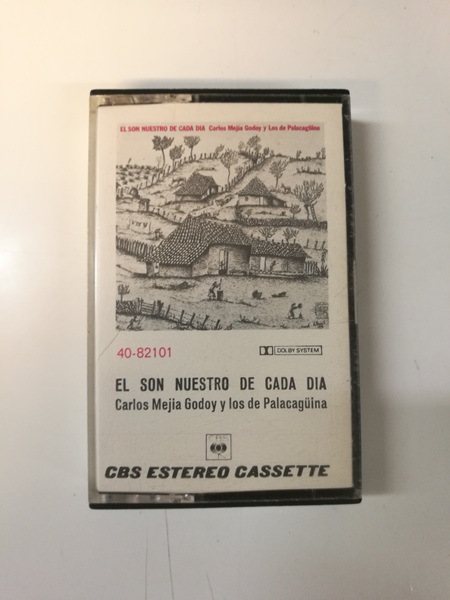 EL SON NUESTRO DE CADA DIA Carlos Mejia Godoy y Los de Palacagüina
40-82101
DOLBY SYSTEM
EL SON NUESTRO DE CADA DIA
Carlos Mejia Godoy y los de Palacagüina
CBS ESTEREO CASSETTE